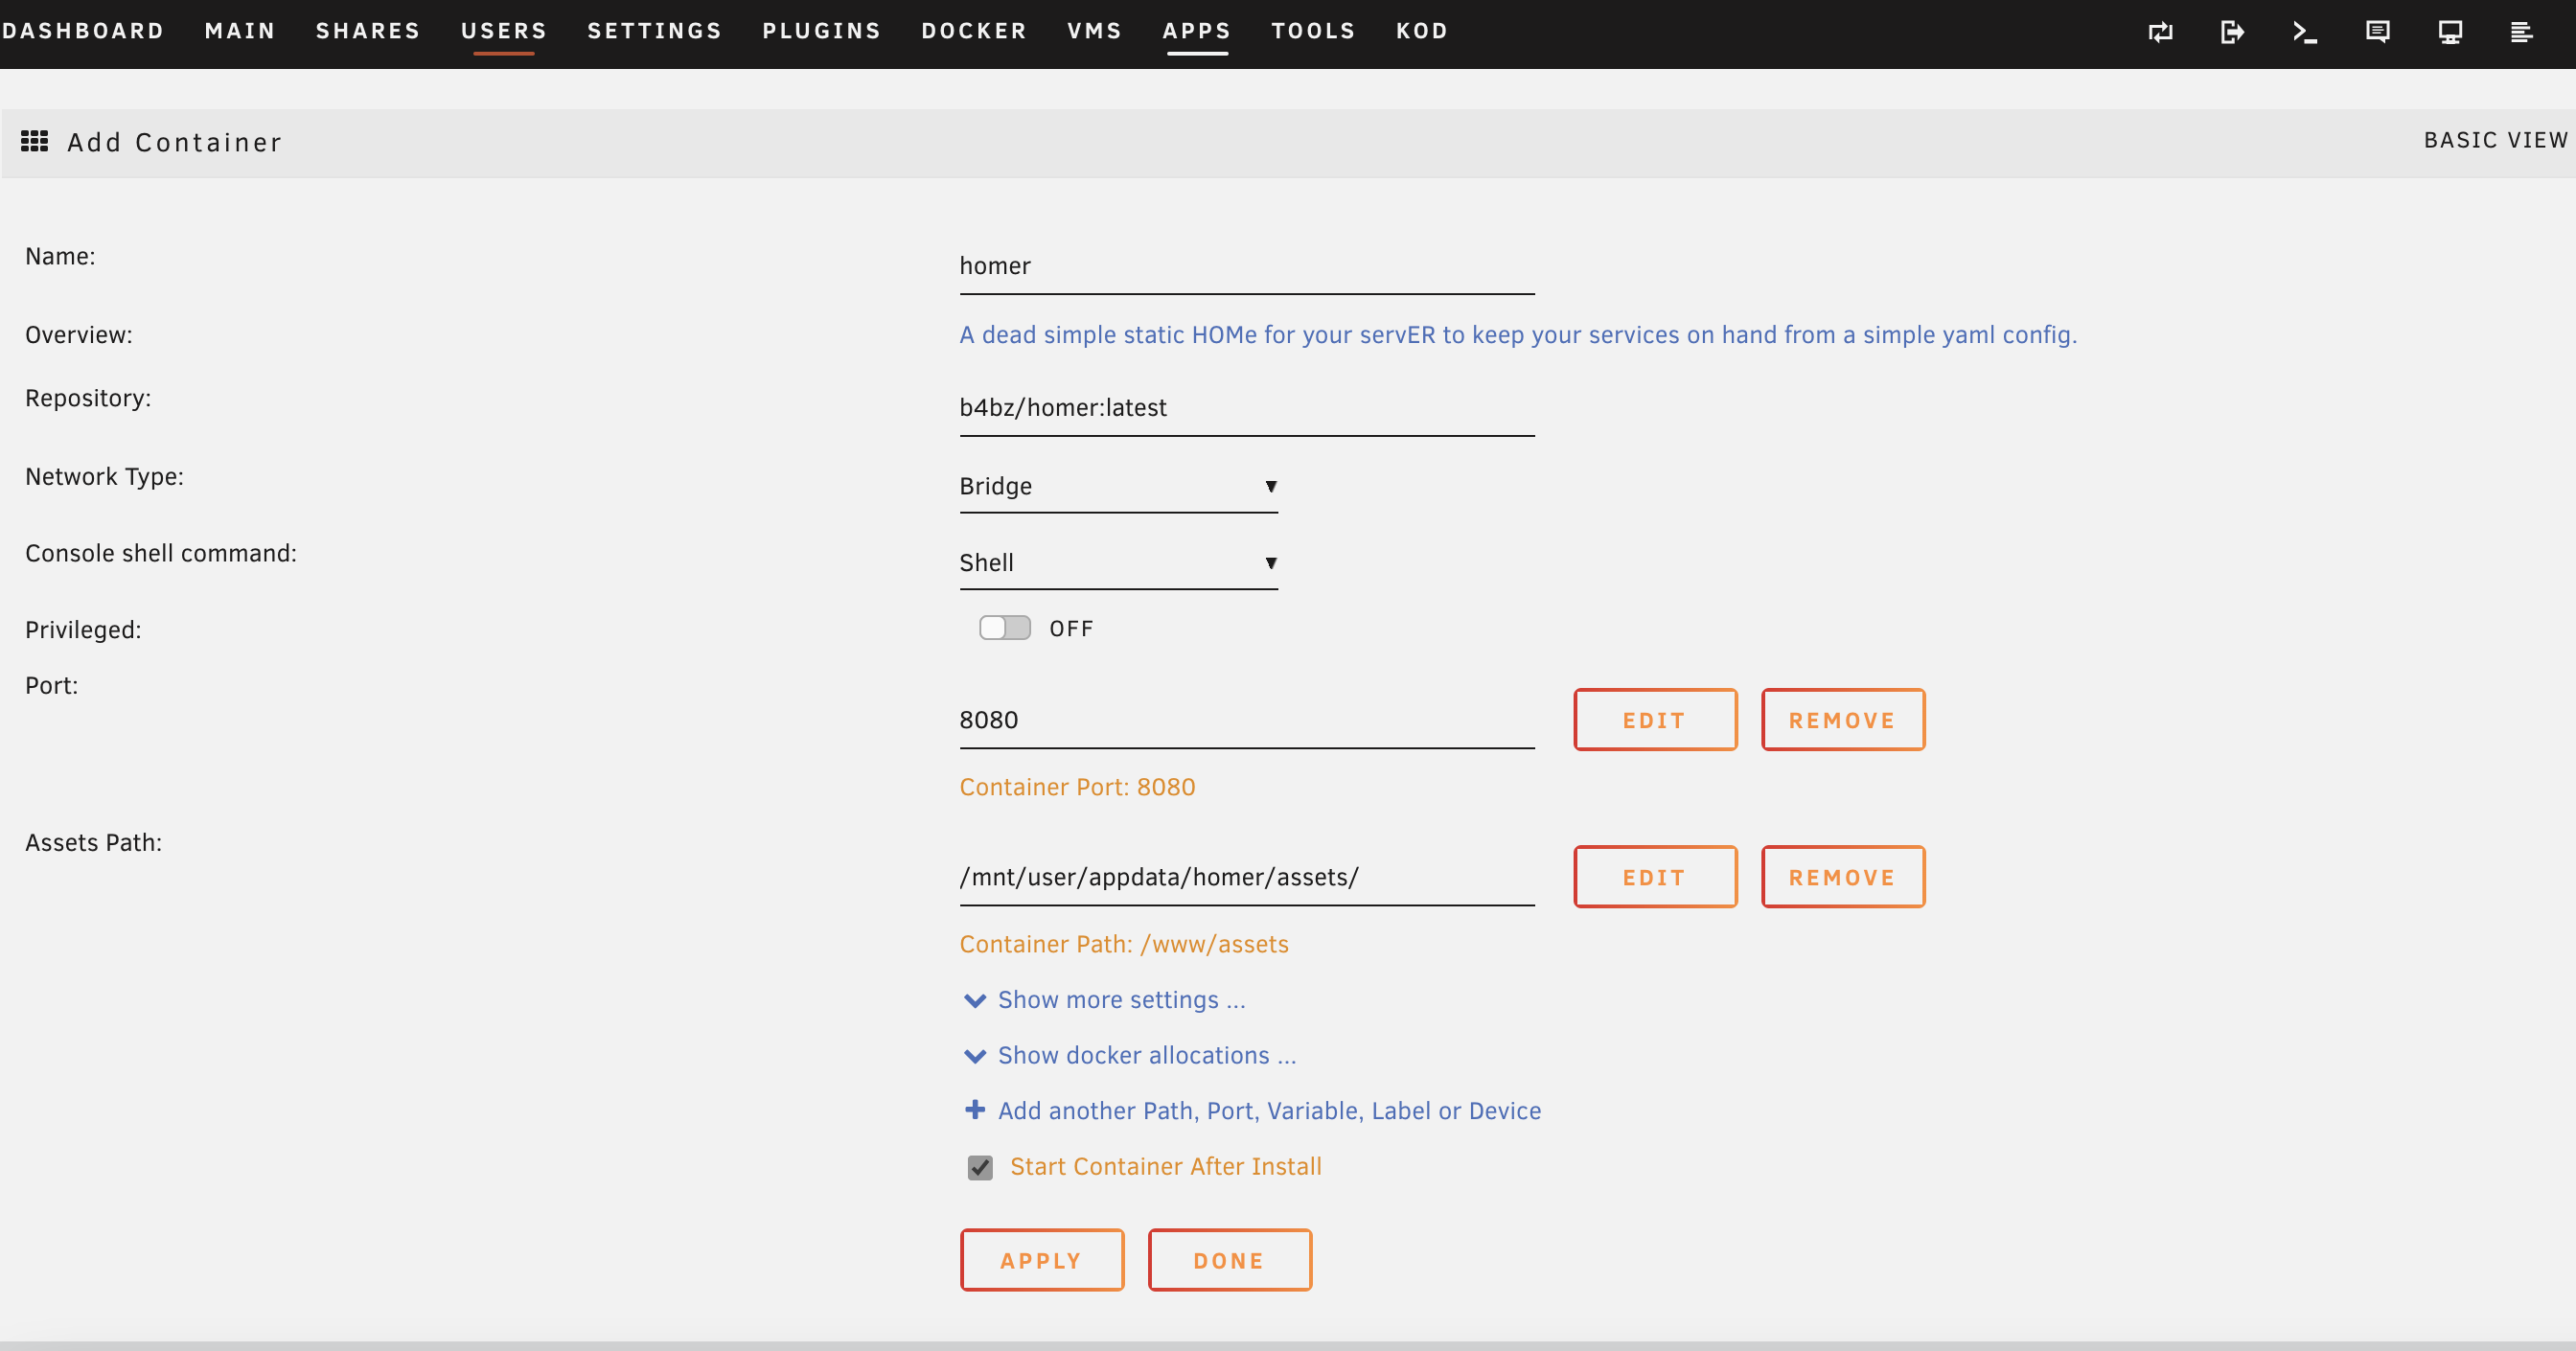 DASHBOARD MAIN SHARES USERS SETTINGS PLUGINS DOCKER VMS APPS TOOLS KOD
Add Container BASIC VIEW
Name: homer
Overview: A dead simple static HOMe for your servER to keep your services on hand from a simple yaml config.
Repository: b4bz/homer:latest
Network Type: Bridge
Console shell command: Shell
Privileged: OFF
Port:
8080 EDIT REMOVE
Container Port: 8080
Assets Path:
/mnt/user/appdata/homer/assets/ EDIT REMOVE
Container Path: /www/assets
Show more settings ...
Show docker allocations ...
Add another Path, Port, Variable, Label or Device
Start Container After Install
APPLY DONE